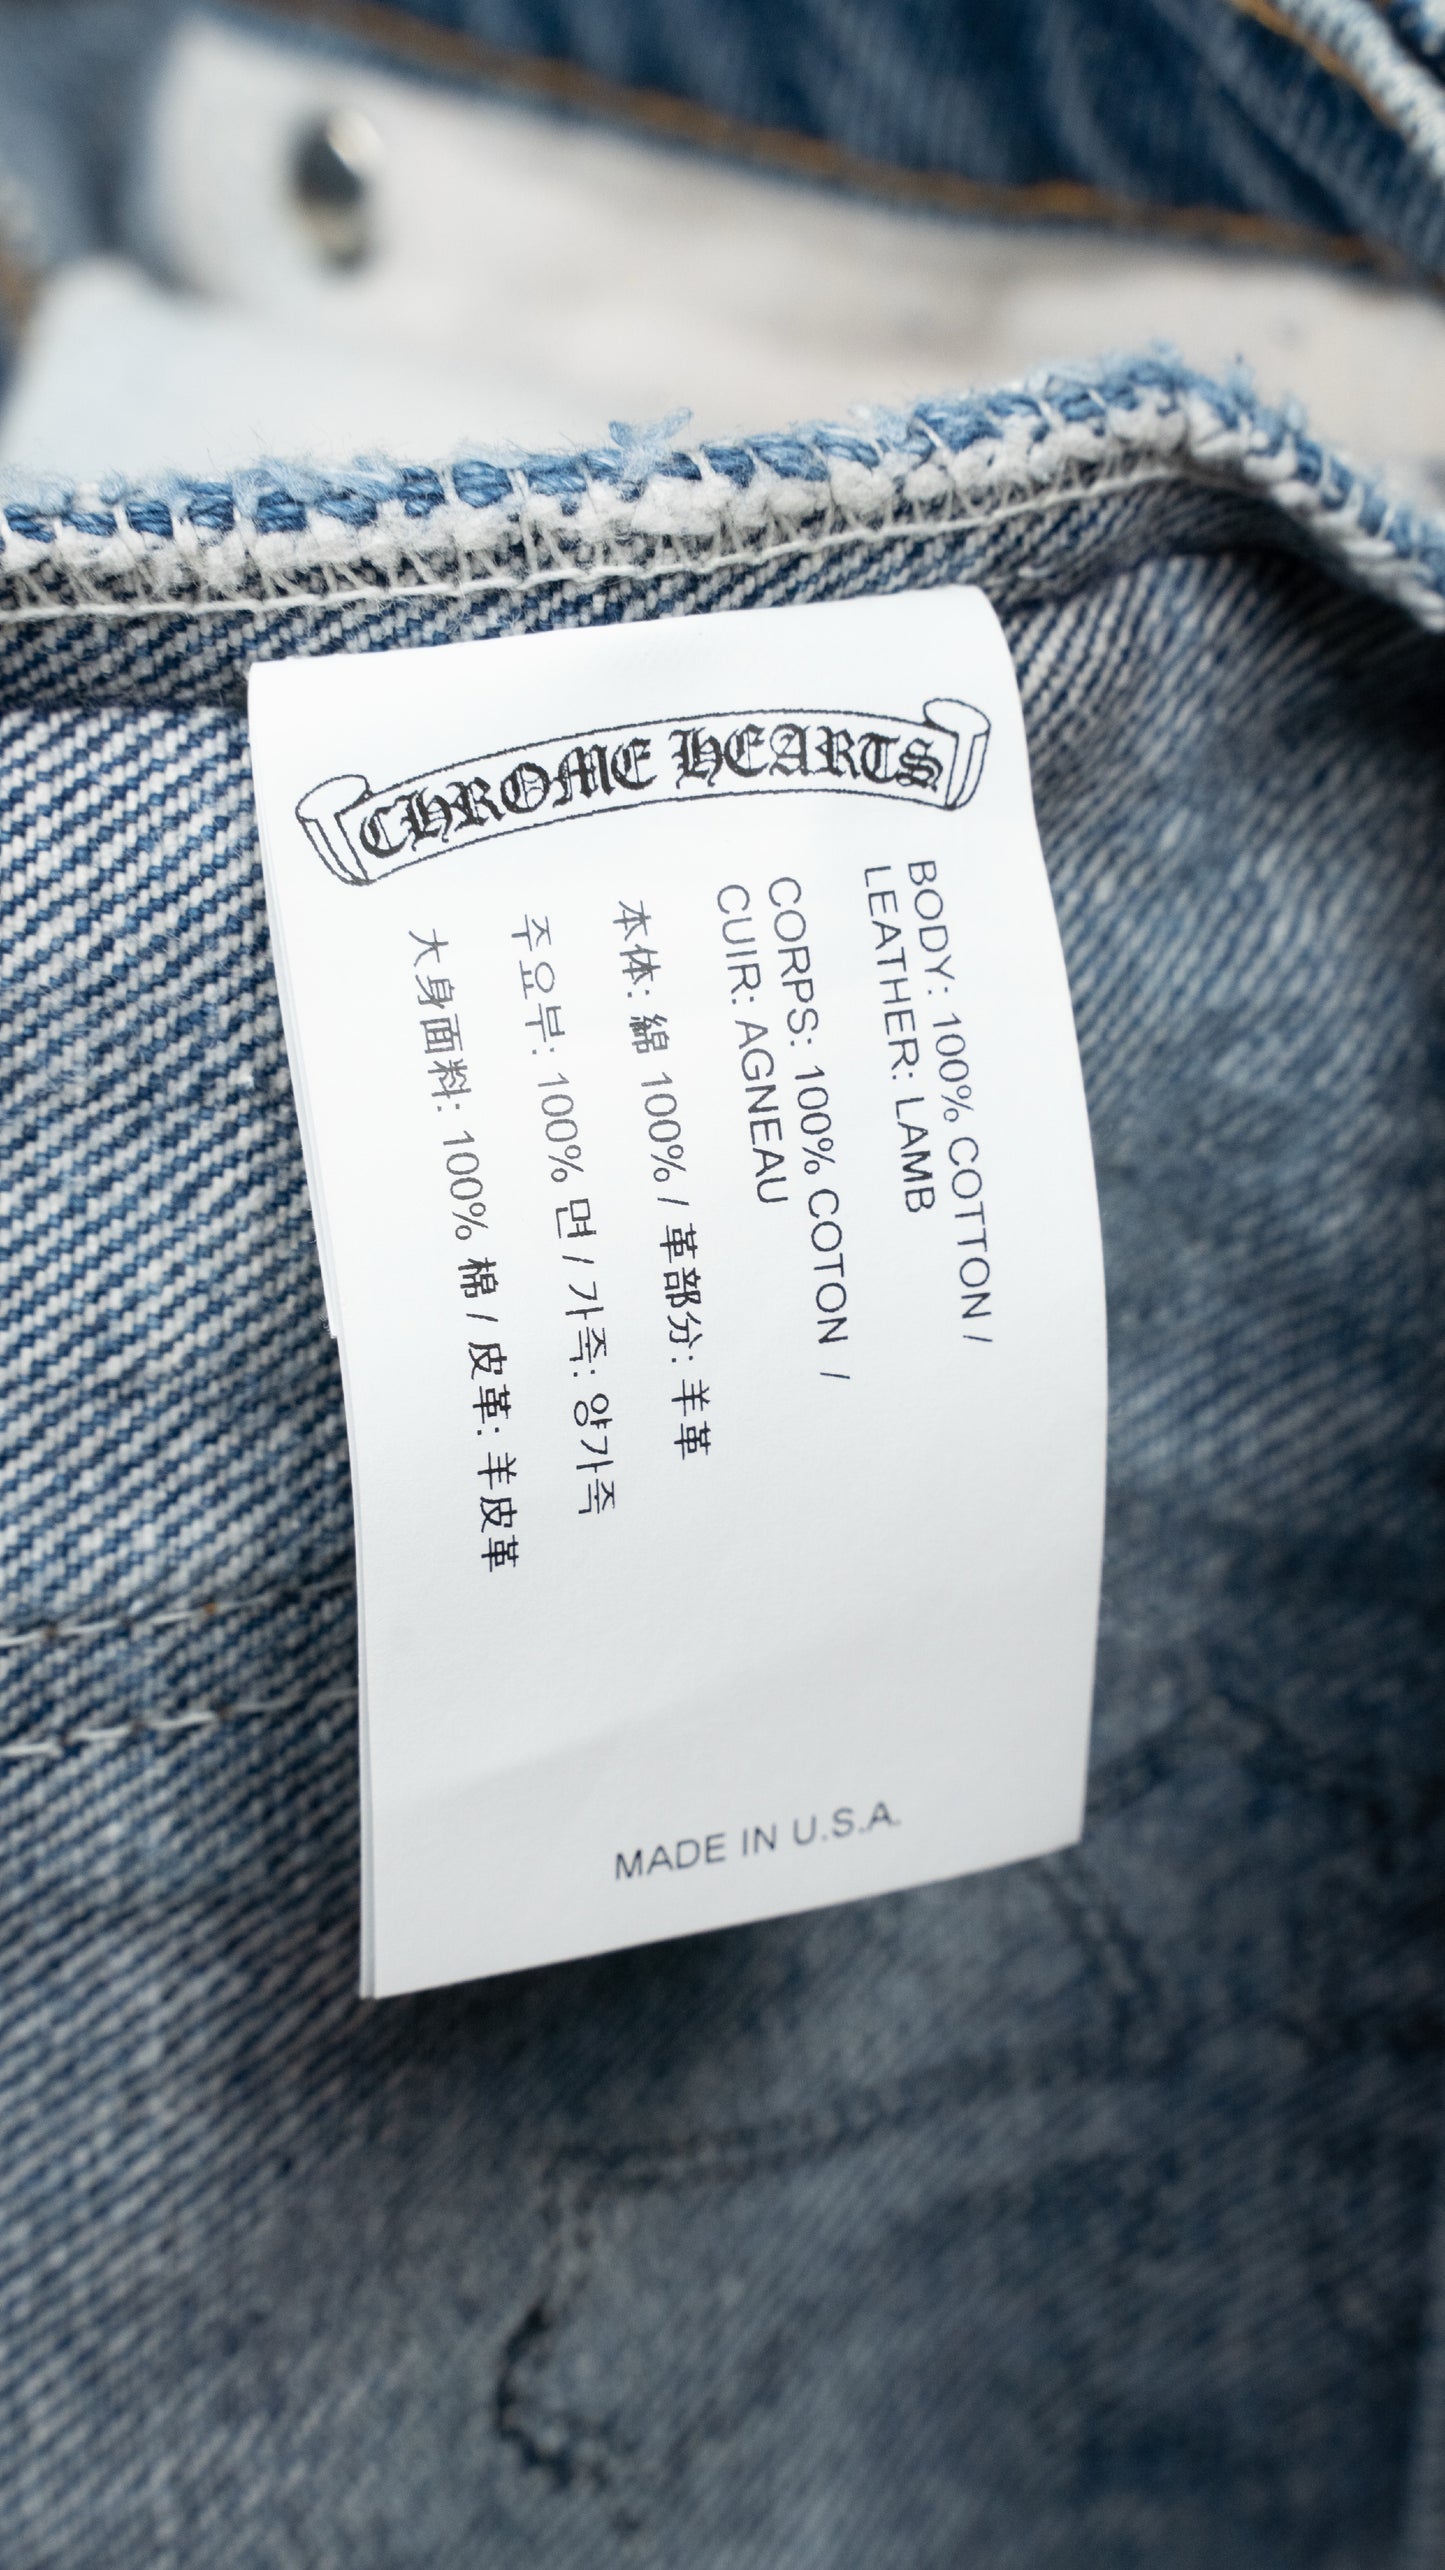 CHROME HEARTS
BODY: 100% COTTON /
LEATHER: LAMB
CORPS: 100% COTON /
CUIR: AGNEAU
本体: 綿 100% / 革部分: 羊革
주요부: 100% 면 / 가죽: 양가죽
大身面料: 100% 棉 / 皮革: 羊皮革
MADE IN U.S.A.